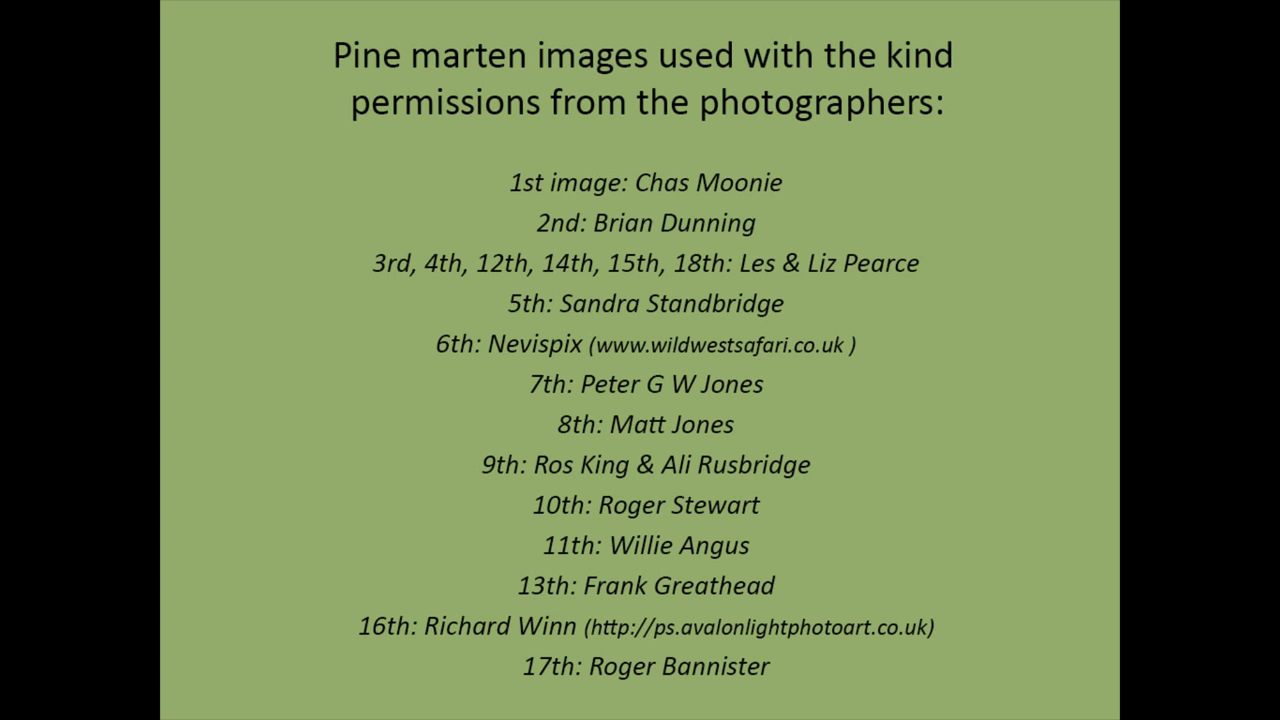 Pine marten images used with the kind
permissions from the photographers:
1st image: Chas Moonie
2nd: Brian Dunning
3rd, 4th, 12th, 14th, 15th, 18th: Les & Liz Pearce
5th: Sandra Standbridge
6th: Nevispix (www.wildwestsafari.co.uk )
7th: Peter G W Jones
8th: Matt Jones
9th: Ros King & Ali Rusbridge
10th: Roger Stewart
11th: Willie Angus
13th: Frank Greathead
16th: Richard Winn (http://ps.avalonlightphotoart.co.uk)
17th: Roger Bannister